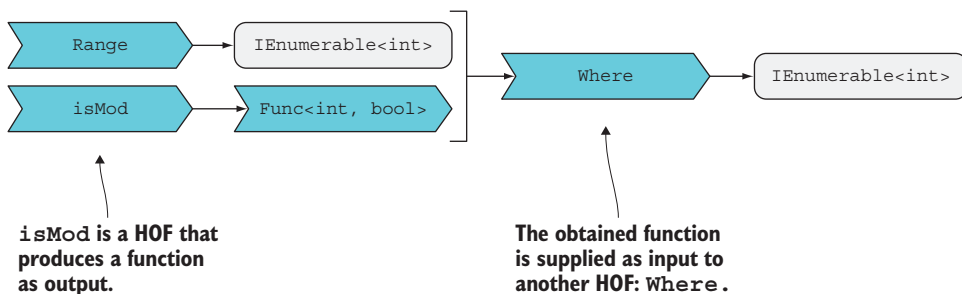 Range
IEnumerable<int>
isMod
Func<int, bool>
Where
IEnumerable<int>
isMod is a HOF that
produces a function
as output.
The obtained function
is supplied as input to
another HOF: Where.